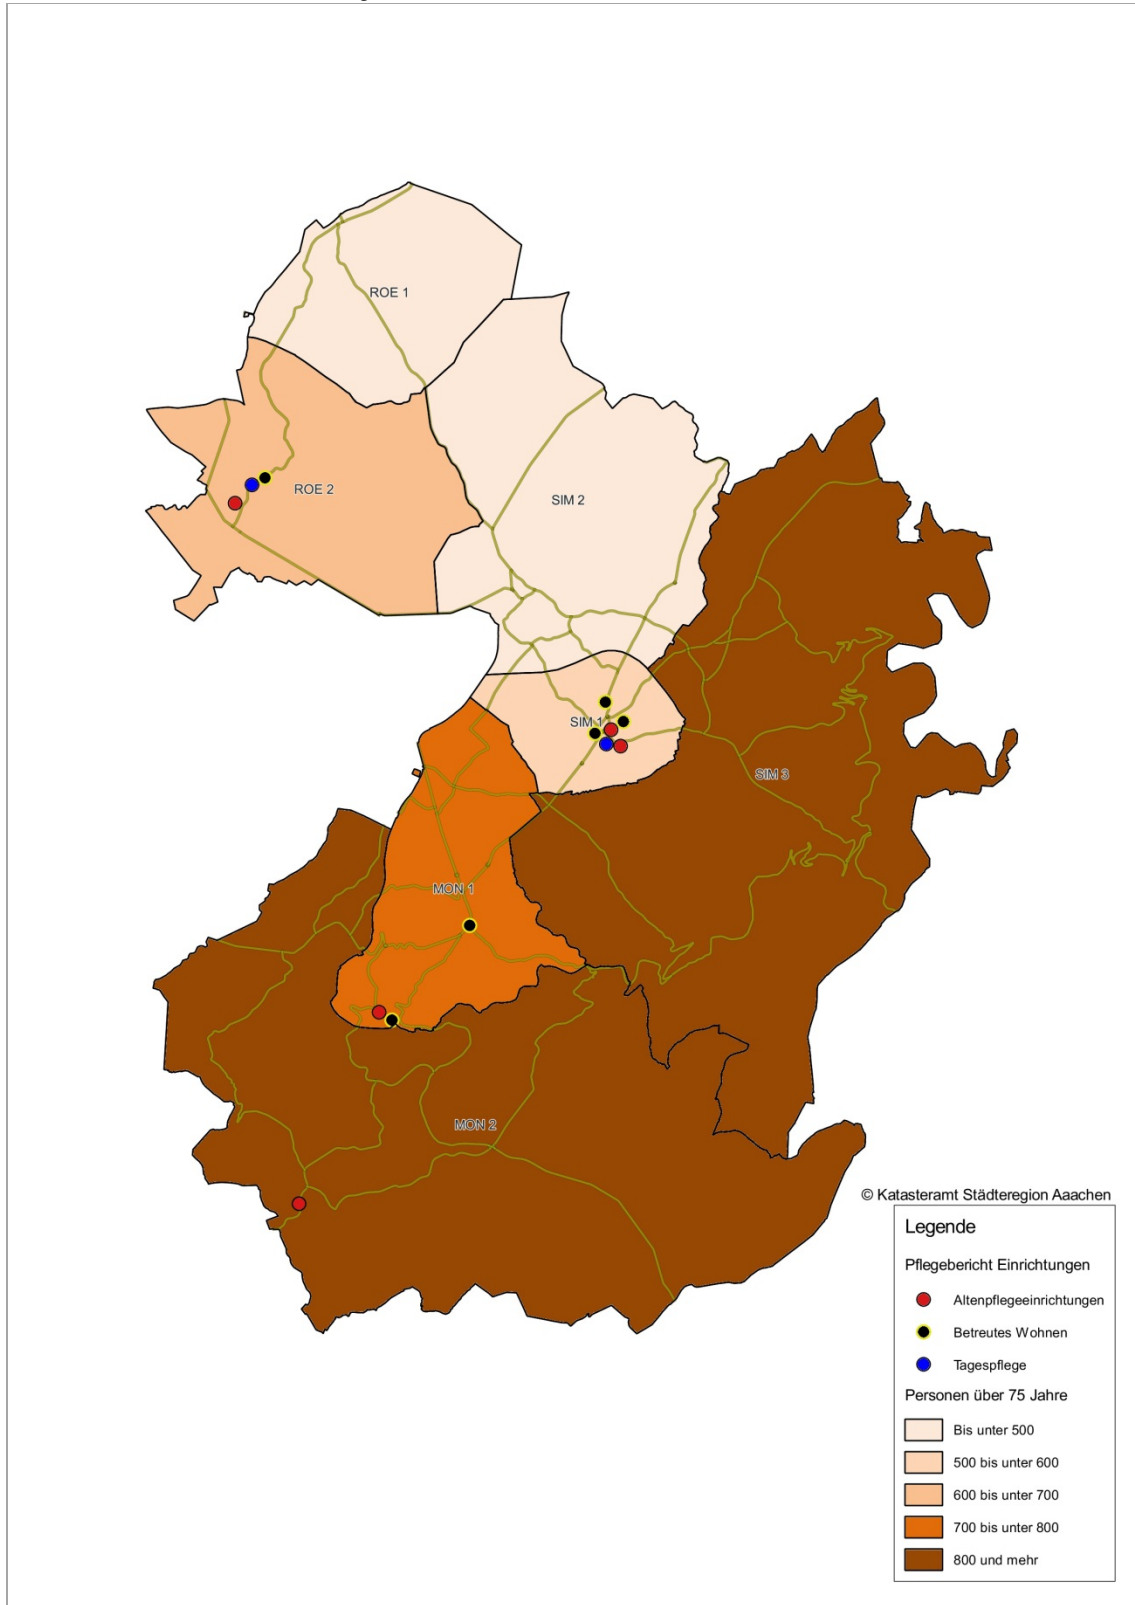 ROE 1
ROE 2
SIM 2
SIM 1
SIM 3
MON 1
MON 2
© Katasteramt Städteregion Aaachen
Legende
Pflegebericht Einrichtungen
Altenpflegeeinrichtungen
Betreutes Wohnen
Tagespflege
Personen über 75 Jahre
Bis unter 500
500 bis unter 600
600 bis unter 700
700 bis unter 800
800 und mehr